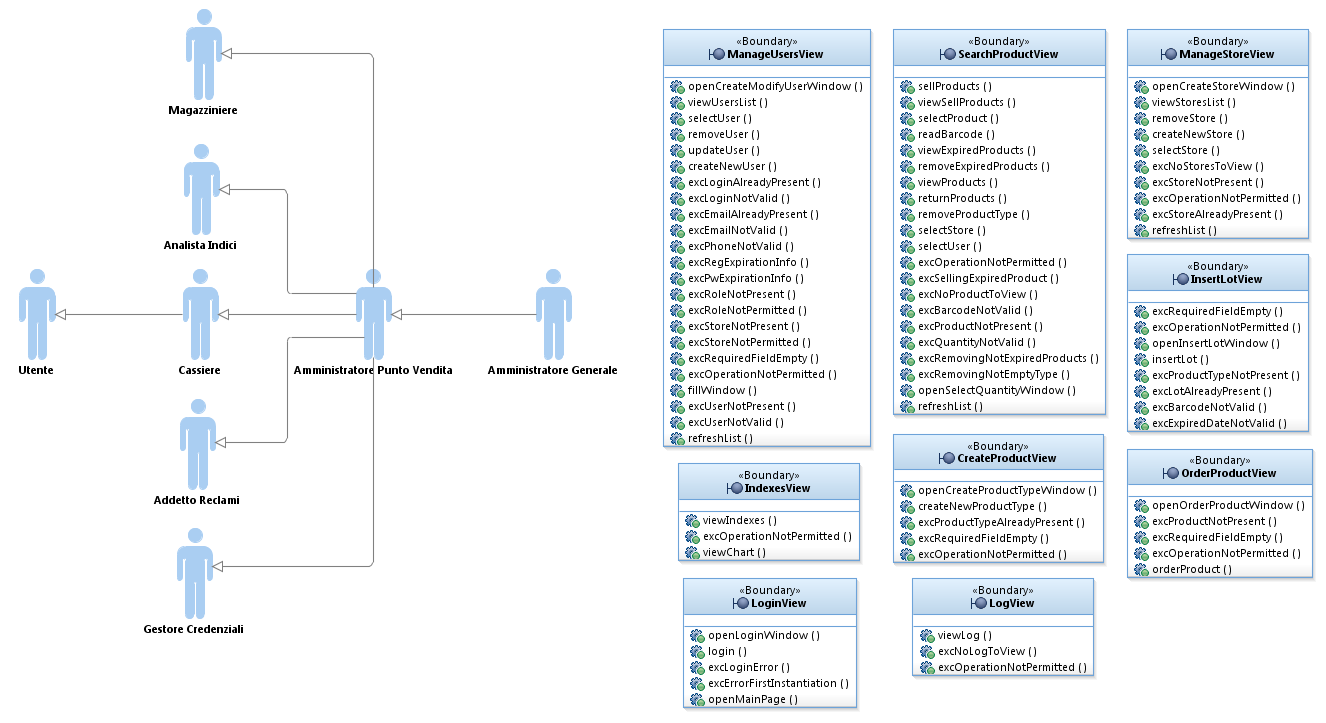 Magazziniere
Analista Indici
Utente
Cassiere
Amministratore Punto Vendita
Amministratore Generale
Addetto Reclami
Gestore Credenziali
«Boundary»
ManageUsersView
openCreateModifyUserWindow ( )
viewUsersList ( )
selectUser ( )
removeUser ( )
updateUser ( )
createNewUser ( )
excLoginAlreadyPresent ( )
excLoginNotValid ( )
excEmailAlreadyPresent ( )
excEmailNotValid ( )
excPhoneNotValid ( )
excRegExpirationInfo ( )
excPwExpirationInfo ( )
excRoleNotPresent ( )
excRoleNotPermitted ( )
excStoreNotPresent ( )
excStoreNotPermitted ( )
excRequiredFieldEmpty ( )
excOperationNotPermitted ( )
fillWindow ( )
excUserNotPresent ( )
excUserNotValid ( )
refreshList ( )
«Boundary»
IndexesView
viewIndexes ( )
excOperationNotPermitted ( )
viewChart ( )
«Boundary»
LoginView
openLoginWindow ( )
login ( )
excLoginError ( )
excErrorFirstInstantiation ( )
openMainPage ( )
«Boundary»
SearchProductView
sellProducts ( )
viewSellProducts ( )
selectProduct ( )
readBarcode ( )
viewExpiredProducts ( )
removeExpiredProducts ( )
viewProducts ( )
returnProducts ( )
removeProductType ( )
selectStore ( )
selectUser ( )
excOperationNotPermitted ( )
excSellingExpiredProduct ( )
excNoProductToView ( )
excBarcodeNotValid ( )
excProductNotPresent ( )
excQuantityNotValid ( )
excRemovingNotExpiredProducts ( )
excRemovingNotEmptyType ( )
openSelectQuantityWindow ( )
refreshList ( )
«Boundary»
CreateProductView
openCreateProductTypeWindow ( )
createNewProductType ( )
excProductTypeAlreadyPresent ( )
excRequiredFieldEmpty ( )
excOperationNotPermitted ( )
«Boundary»
LogView
viewLog ( )
excNoLogToView ( )
excOperationNotPermitted ( )
«Boundary»
ManageStoreView
openCreateStoreWindow ( )
viewStoresList ( )
removeStore ( )
createNewStore ( )
selectStore ( )
excNoStoresToView ( )
excStoreNotPresent ( )
excOperationNotPermitted ( )
excStoreAlreadyPresent ( )
refreshList ( )
«Boundary»
InsertLotView
excRequiredFieldEmpty ( )
excOperationNotPermitted ( )
openInsertLotWindow ( )
insertLot ( )
excProductTypeNotPresent ( )
excLotAlreadyPresent ( )
excBarcodeNotValid ( )
excExpiredDateNotValid ( )
«Boundary»
OrderProductView
openOrderProductWindow ( )
excProductNotPresent ( )
excRequiredFieldEmpty ( )
excOperationNotPermitted ( )
orderProduct ( )